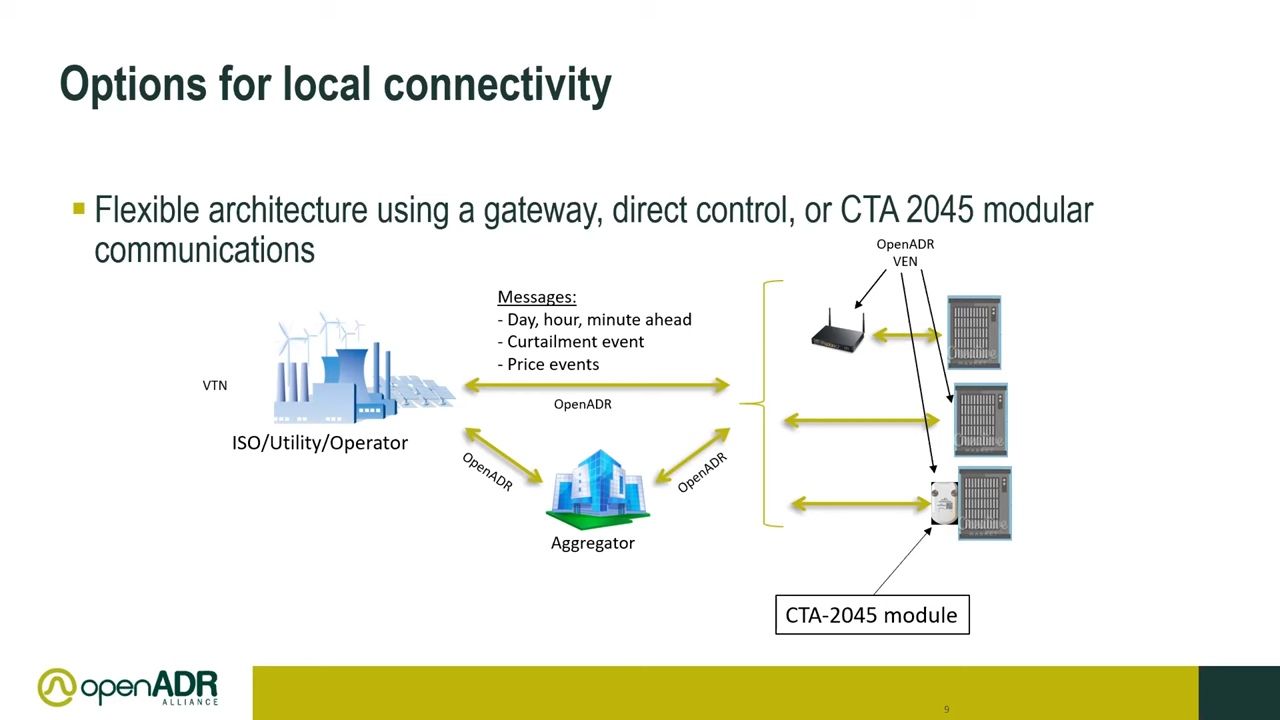 Options for local connectivity
▪ Flexible architecture using a gateway, direct control, or CTA 2045 modular
communications
OpenADR
VEN
Messages:
- Day, hour, minute ahead
- Curtailment event
- Price events
VTN
OpenADR
ISO/Utility/Operator
OpenADR
OpenADR
Aggregator
CTA-2045 module
openADR
ALLIANCE
9